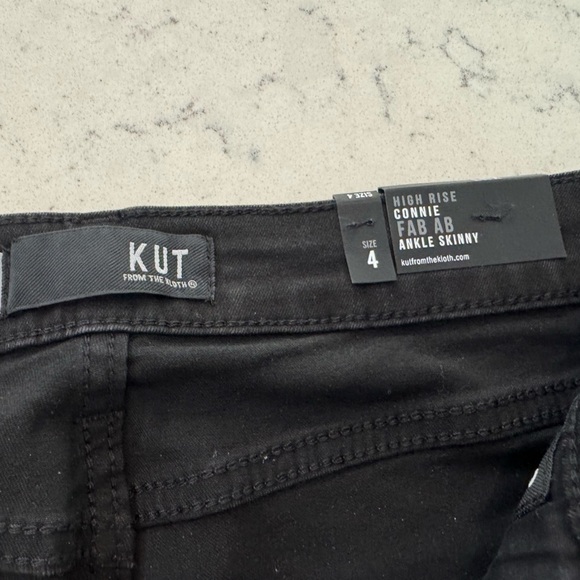 KUT
FROM THE KLOTH®
SIZE 4
SIZE
4
HIGH RISE
CONNIE
FAB AB
ANKLE SKINNY
kutfromthekloth.com